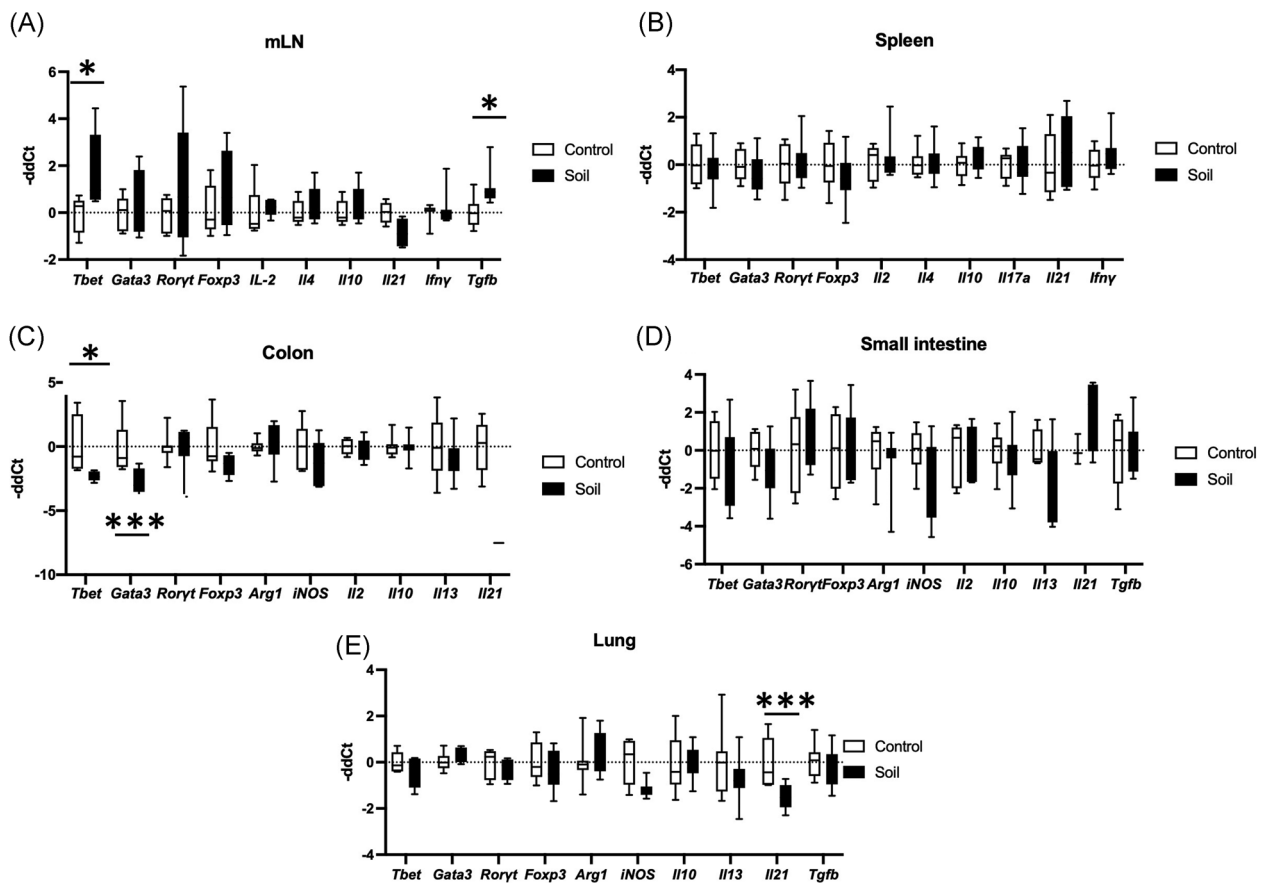 (A)
mLN
*
*
6
4
2
0
-2
-ddCt
Control
Soil
Tbet Gata3 Rorγt Foxp3 IL-2 Il4 Il10 Il21 Ifnγ Tgfb
(B)
Spleen
4
2
0
-2
-4
-ddCt
Control
Soil
Tbet Gata3 Rorγt Foxp3 Il2 Il4 Il10 Il17a Il21 Ifnγ
(C)
Colon
*
***
5
0
-5
-10
-ddCt
Control
Soil
Tbet Gata3 Rorγt Foxp3 Arg1 iNOS Il2 Il10 Il13 Il21
(D)
Small intestine
4
2
0
-2
-4
-6
-ddCt
Control
Soil
Tbet Gata3 Rorγt Foxp3 Arg1 iNOS Il2 Il10 Il13 Il21 Tgfb
(E)
Lung
***
4
2
0
-2
-4
-ddCt
Control
Soil
Tbet Gata3 Rorγt Foxp3 Arg1 iNOS Il10 Il13 Il21 Tgfb